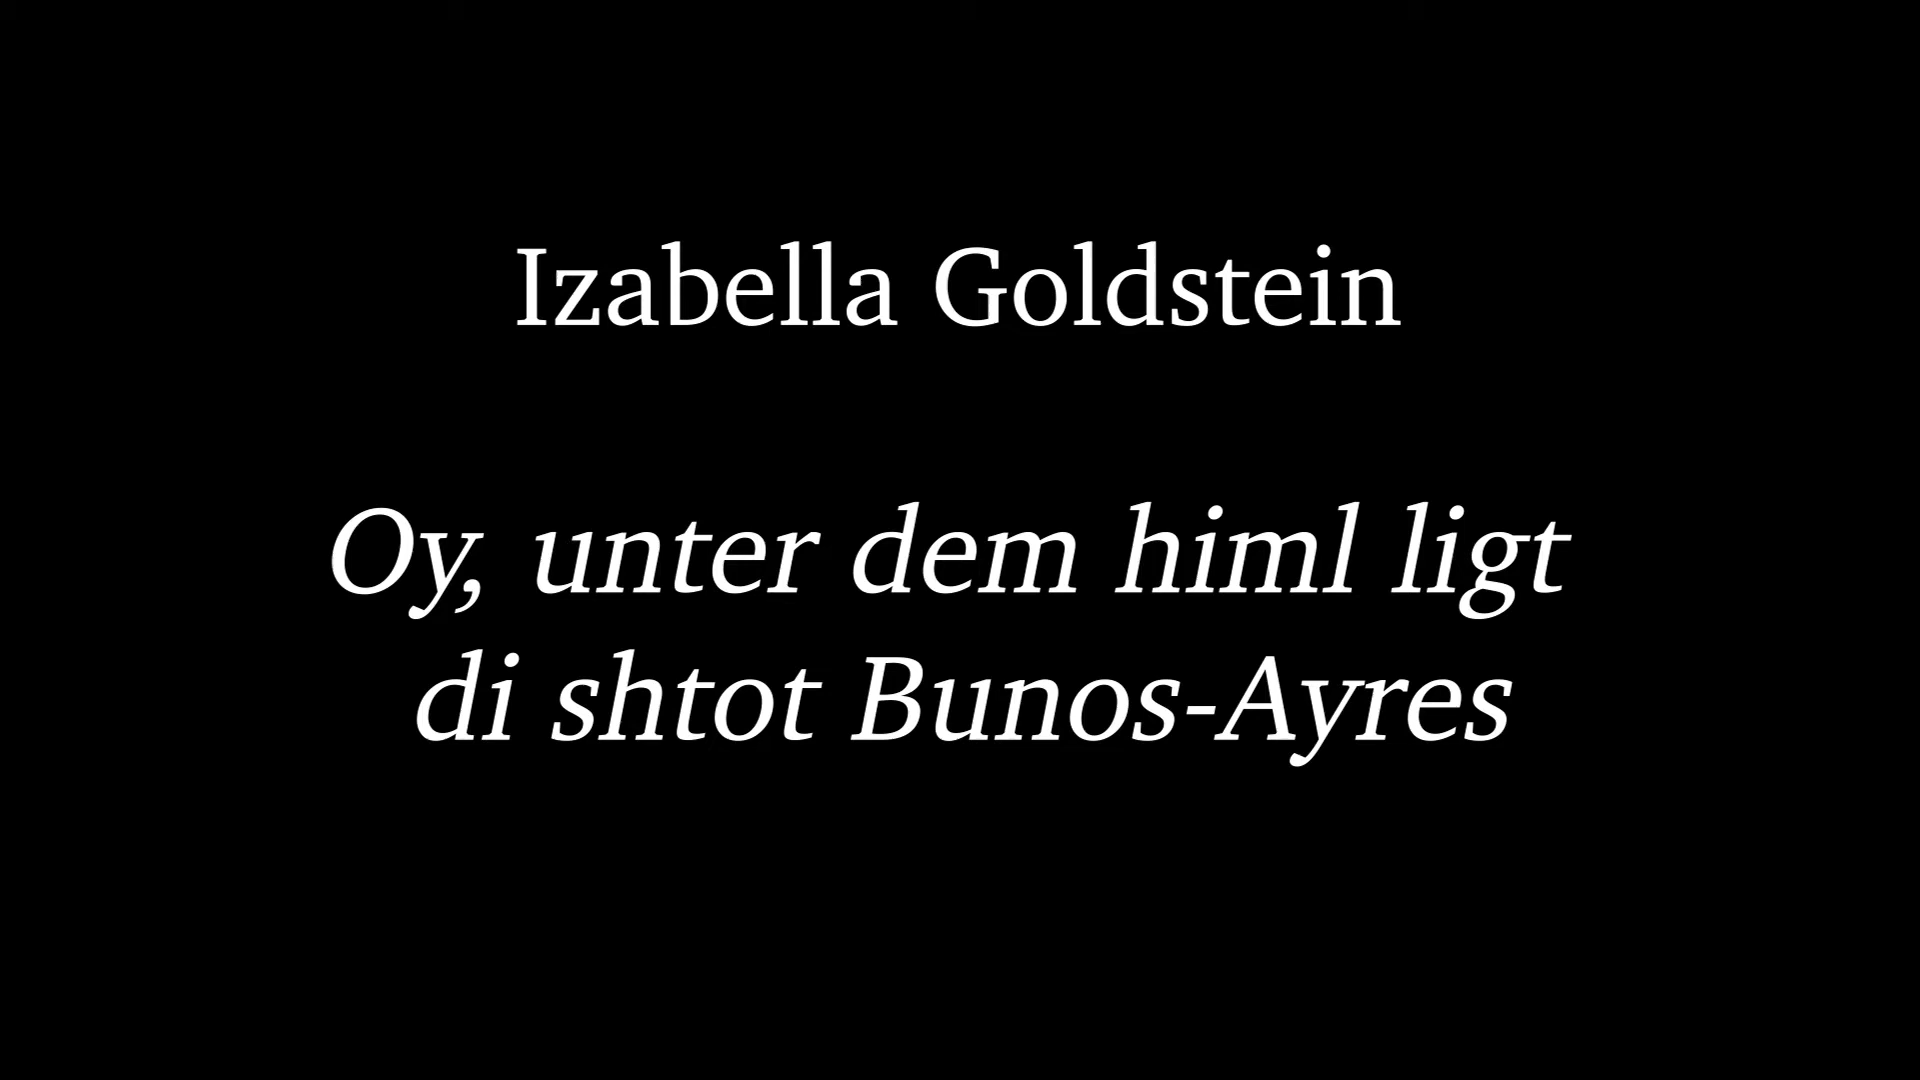 Izabella Goldstein
Oy, unter dem himl ligt
di shtot Bunos-Ayres